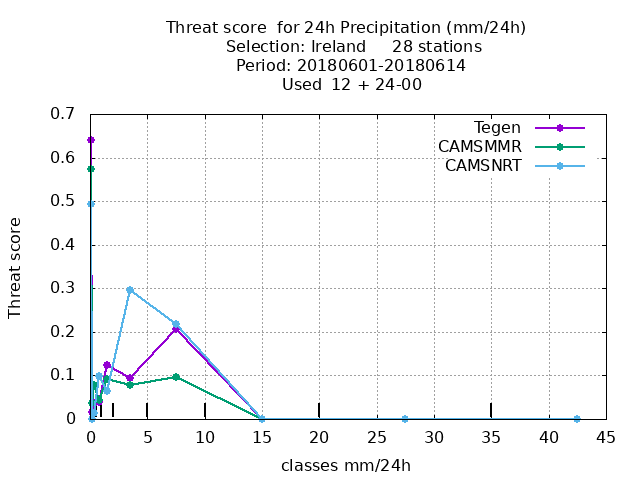 Threat score  for 24h Precipitation (mm/24h)
Selection: Ireland     28 stations
Period: 20180601-20180614
Used  12 + 24-00
Tegen
CAMSMMR
CAMSNRT
0.7
0.6
0.5
0.4
0.3
0.2
0.1
0
Threat score
0 5 10 15 20 25 30 35 40 45
classes mm/24h